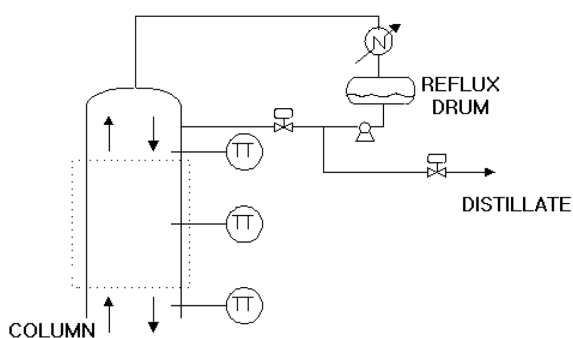 N
REFLUX
DRUM
TT
TT
DISTILLATE
TT
COLUMN